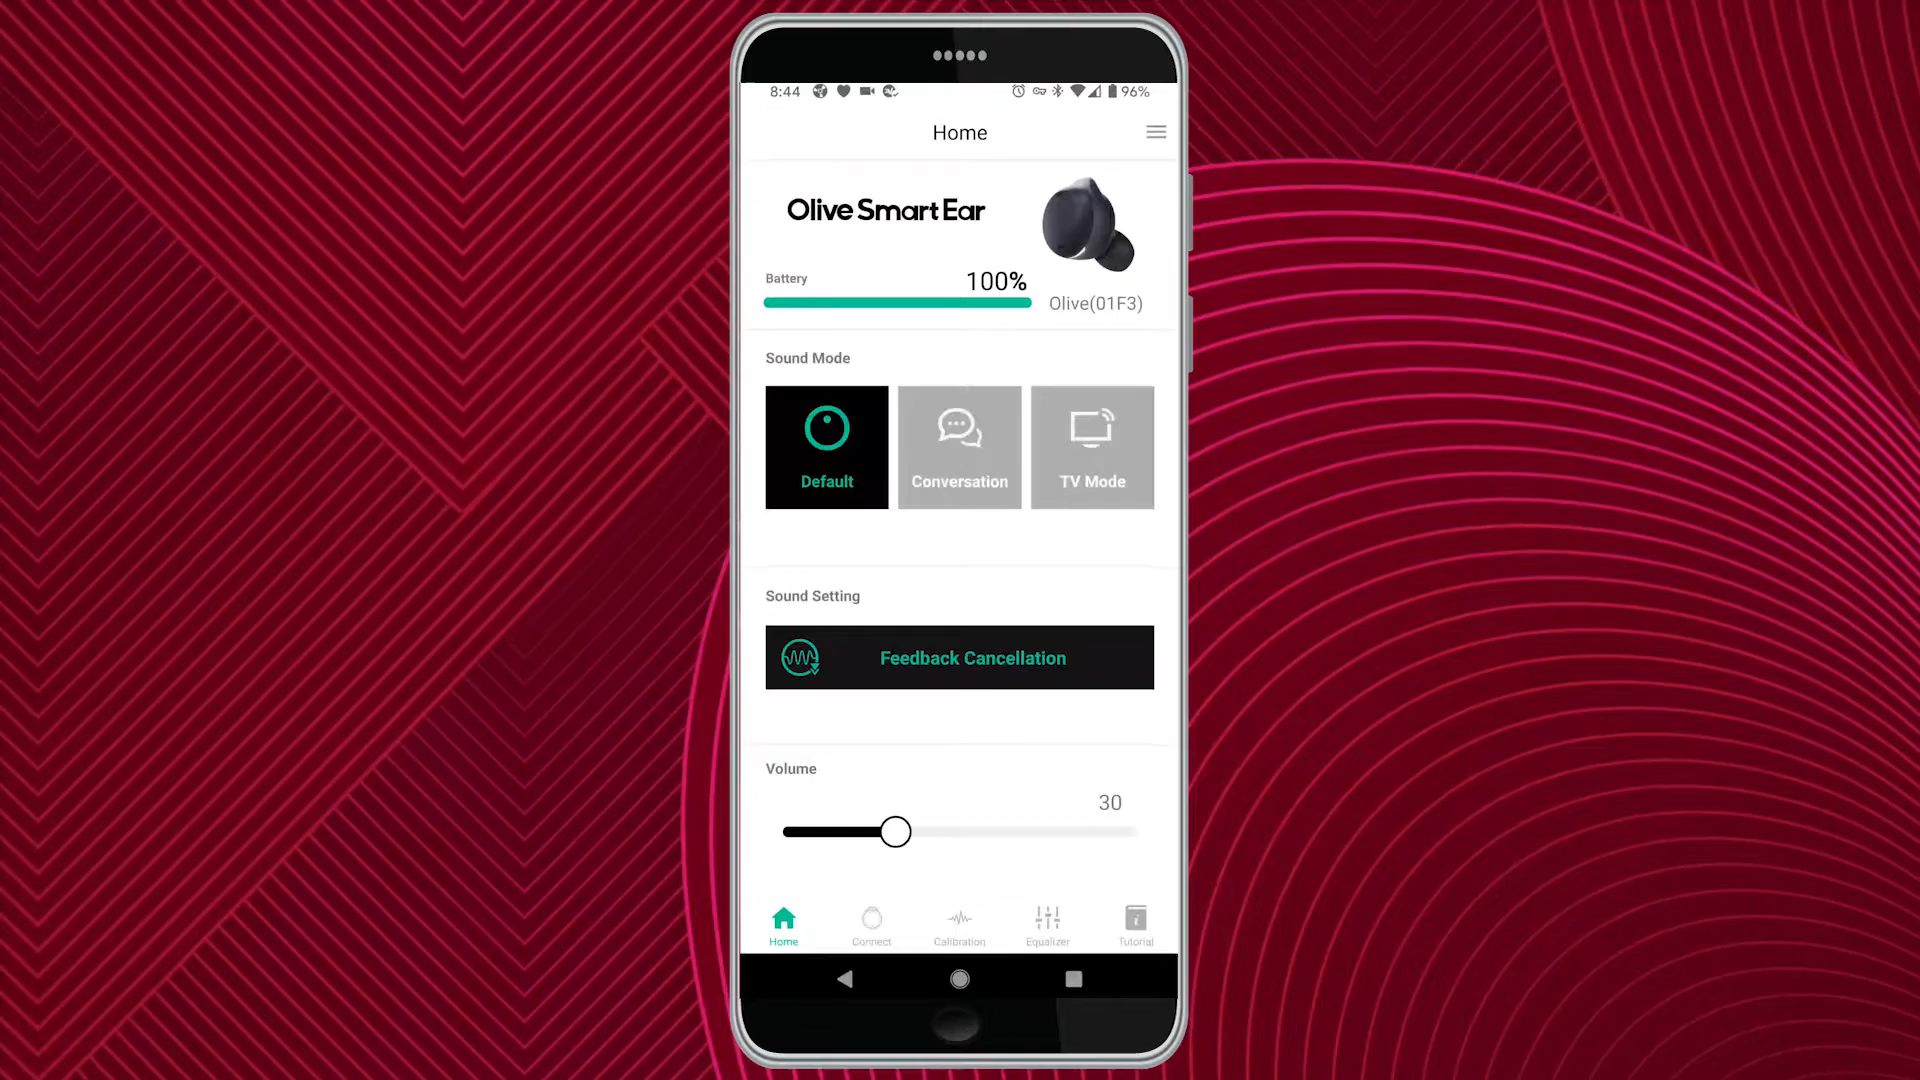 8:44
96%
Home
Olive Smart Ear
Battery
100%
Olive(01F3)
Sound Mode
Default
Conversation
TV Mode
Sound Setting
Feedback Cancellation
Volume
30
Home
Connect
Calibration
Equalizer
Tutorial